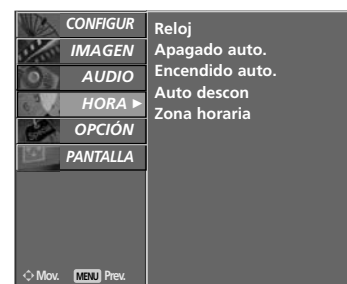 CONFIGUR
IMAGEN
AUDIO
HORA
OPCIÓN
PANTALLA
Reloj
Apagado auto.
Encendido auto.
Auto descon
Zona horaria
Mov. MENU Prev.